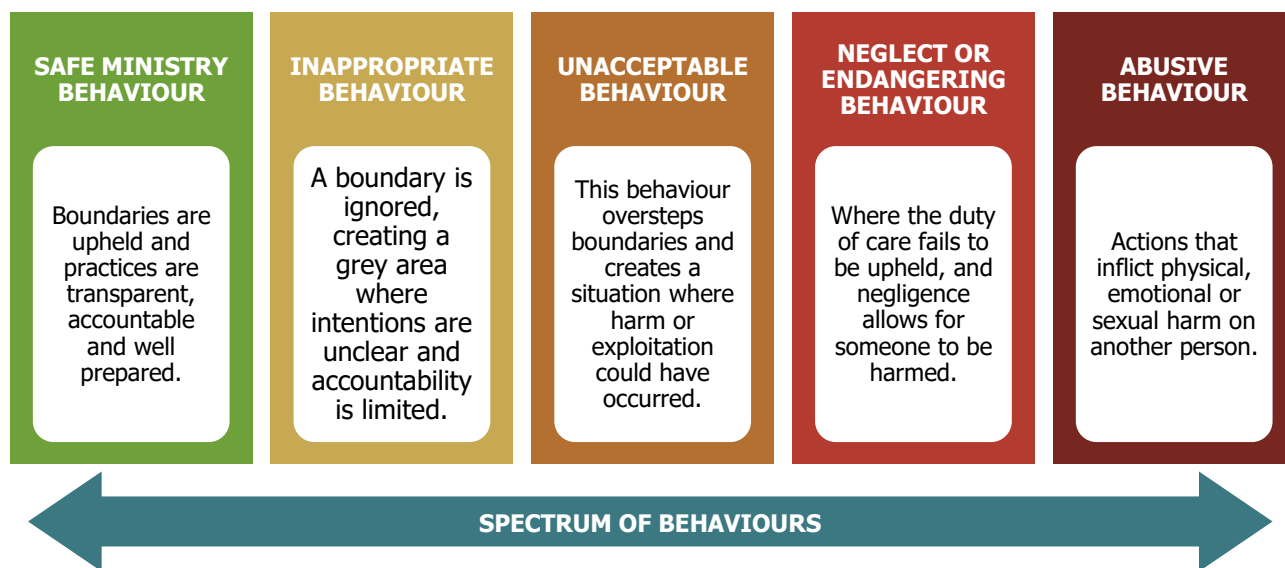 SAFE MINISTRY
BEHAVIOUR
Boundaries are
upheld and
practices are
transparent,
accountable
and well
prepared.
INAPPROPRIATE
BEHAVIOUR
A boundary is
ignored,
creating a
grey area
where
intentions are
unclear and
accountability
is limited.
UNACCEPTABLE
BEHAVIOUR
This behaviour
oversteps
boundaries and
creates a
situation where
harm or
exploitation
could have
occurred.
NEGLECT OR
ENDANGERING
BEHAVIOUR
Where the duty
of care fails to
be upheld, and
negligence
allows for
someone to be
harmed.
ABUSIVE
BEHAVIOUR
Actions that
inflict physical,
emotional or
sexual harm on
another person.
SPECTRUM OF BEHAVIOURS